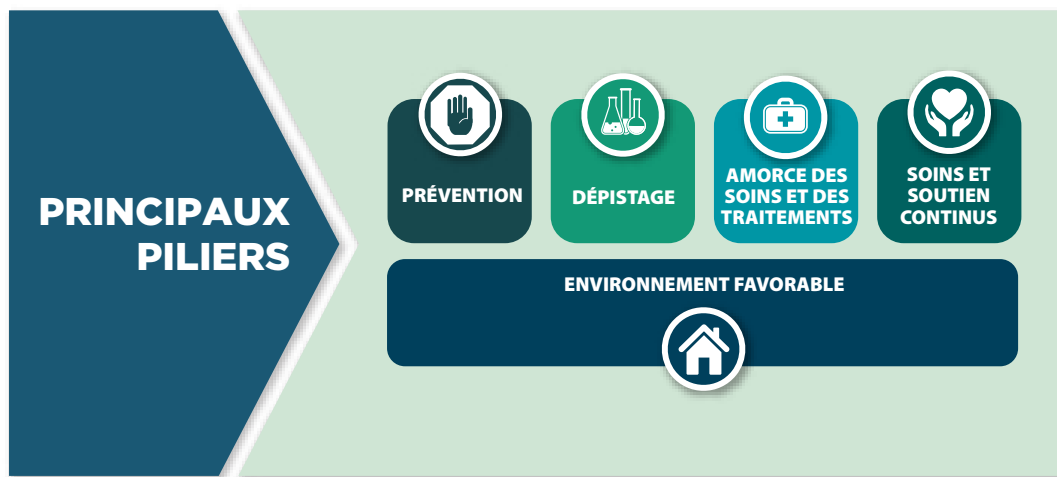 PRINCIPAUX
PILIERS
PRÉVENTION
DÉPISTAGE
AMORCE DES
SOINS ET DES
TRAITEMENTS
SOINS ET
SOUTIEN
CONTINUS
ENVIRONNEMENT FAVORABLE